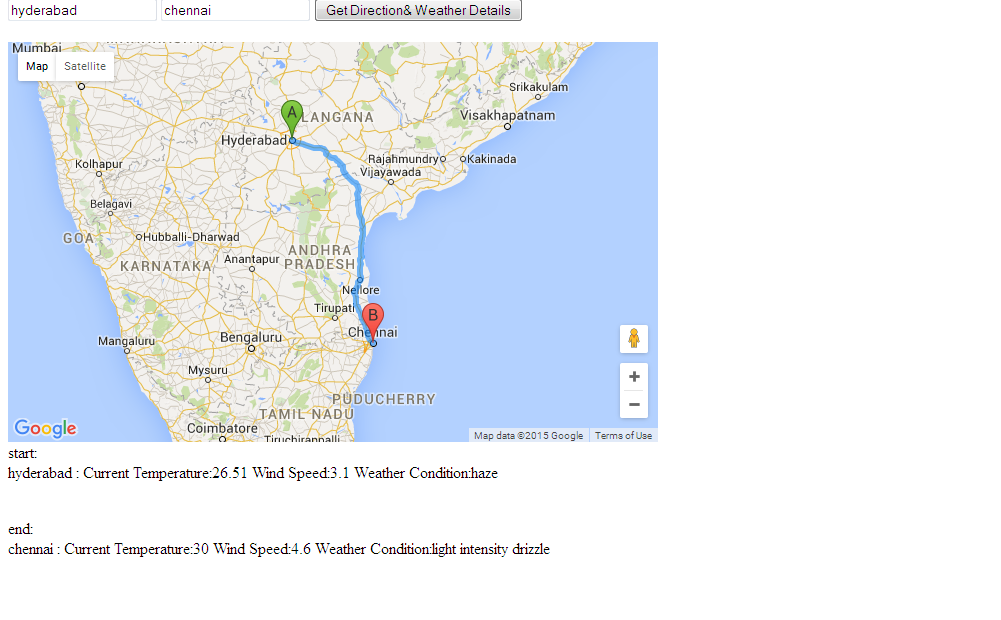 hyderabad chennai Get Direction& Weather Details
Mumbai
Map Satellite
Srikakulam
LANGANA
Visakhapatnam
Hyderabad
Rajahmundry Kakinada
Kolhapur
Vijayawada
Belagavi
GOA Hubballi-Dharwad
ANDHRA
PRADESH
Anantapur
KARNATAKA
Nellore
Tirupati
Chennai
Mangaluru Bengaluru
Mysuru
PUDUCHERRY
TAMIL NADU
Coimbatore
Tiruchirappalli
A
B
Google Map data ©2015 Google Terms of Use
start:
hyderabad : Current Temperature:26.51 Wind Speed:3.1 Weather Condition:haze
end:
chennai : Current Temperature:30 Wind Speed:4.6 Weather Condition:light intensity drizzle